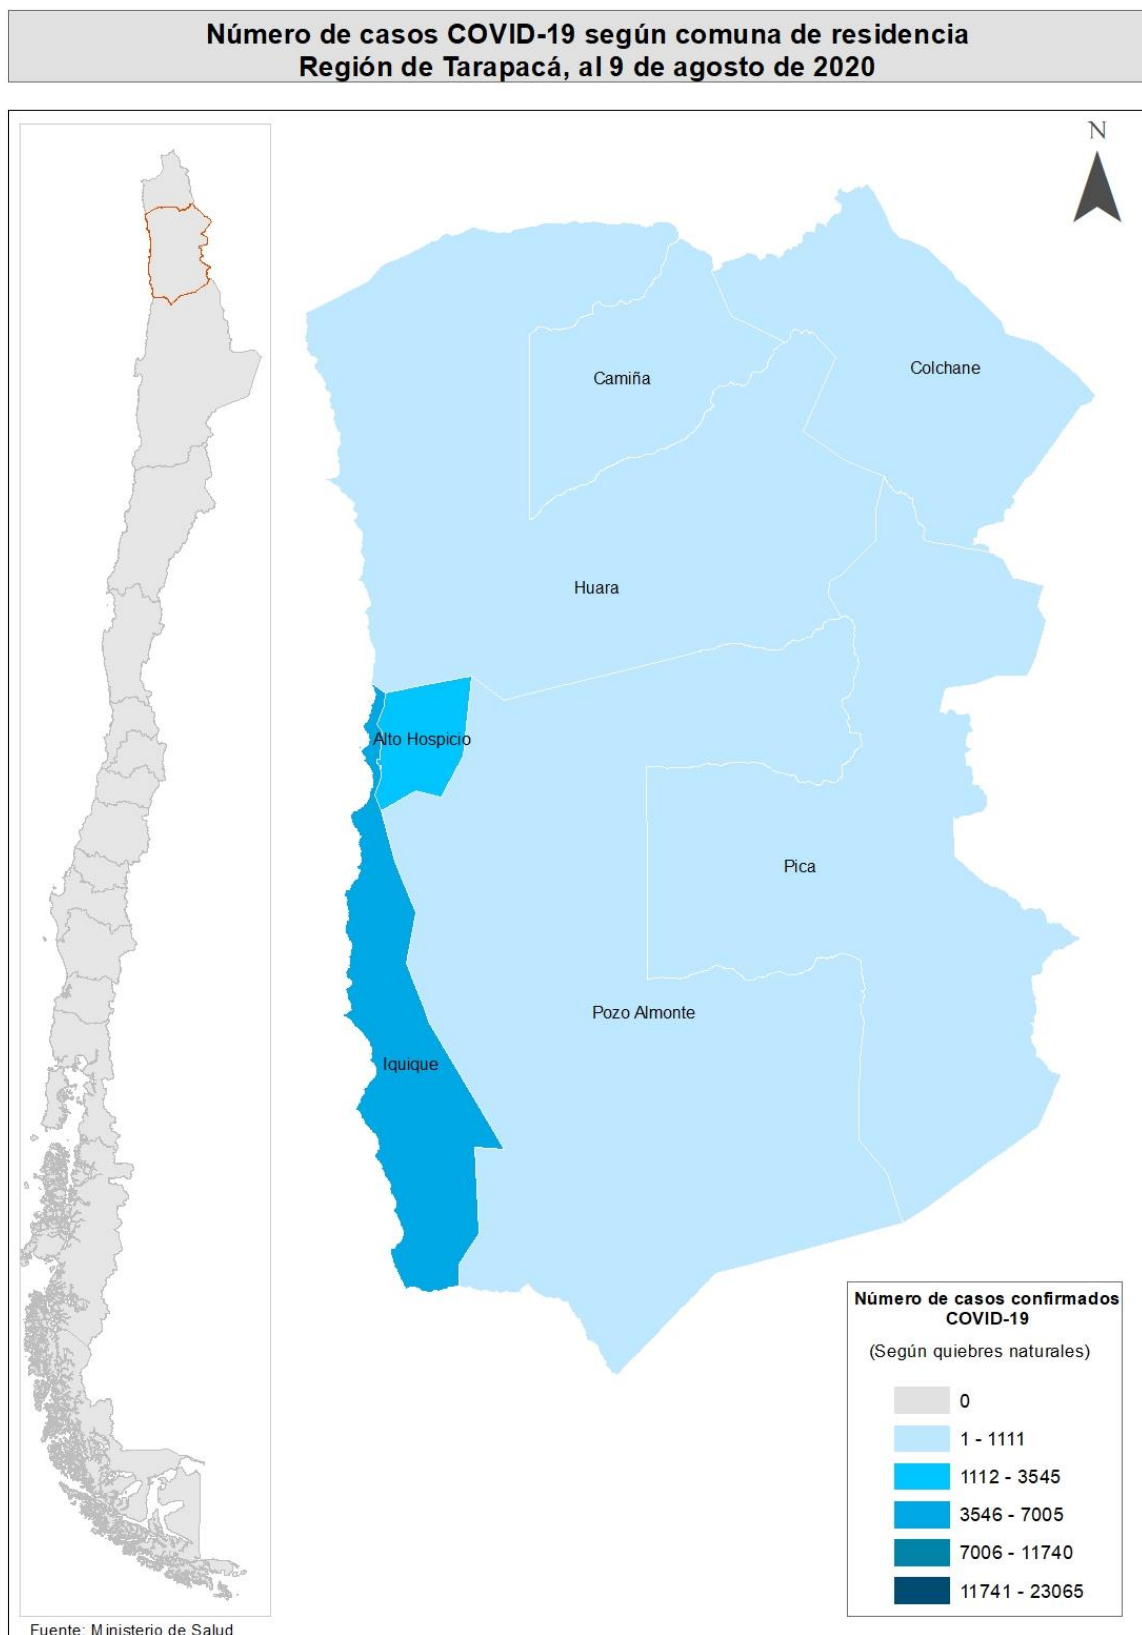 Número de casos COVID-19 según comuna de residencia
Región de Tarapacá, al 9 de agosto de 2020
N
Camiña
Colchane
Huara
Alto Hospicio
Pica
Pozo Almonte
Iquique
Número de casos confirmados
COVID-19
(Según quiebres naturales)
0
1 - 1111
1112 - 3545
3546 - 7005
7006 - 11740
11741 - 23065
Fuente: Ministerio de Salud